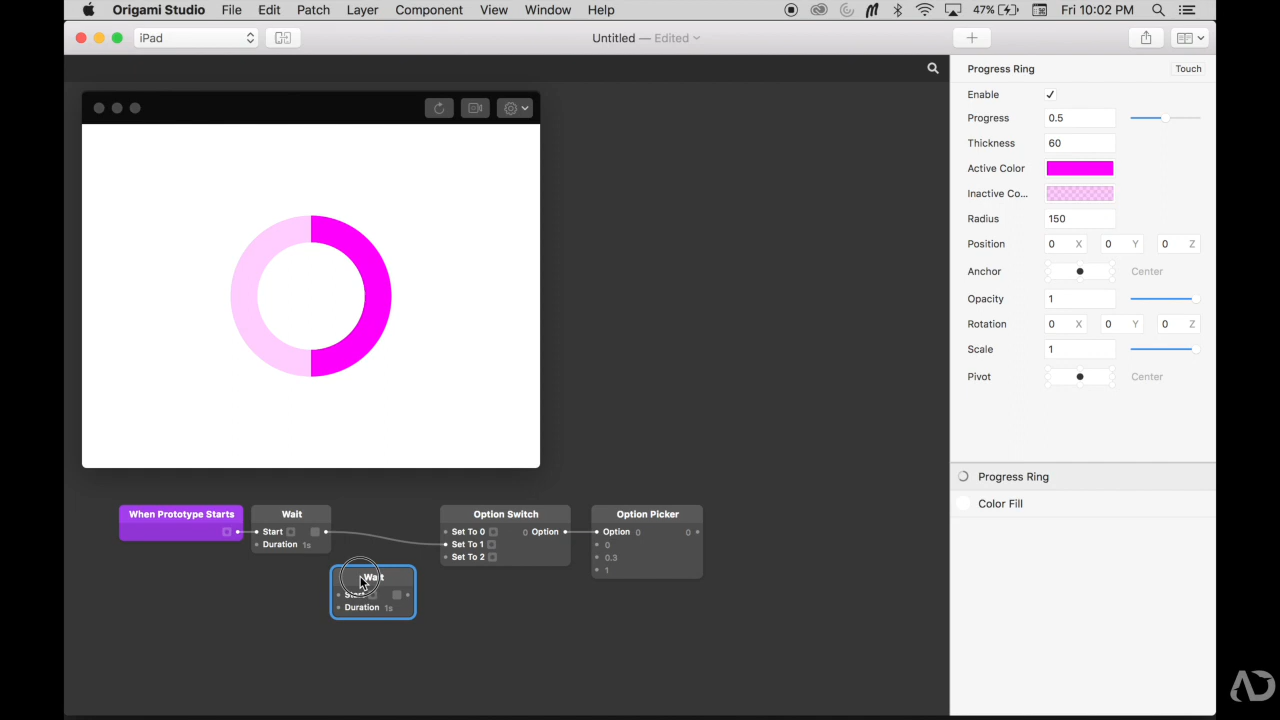 Origami Studio File Edit Patch Layer Component View Window Help 47% Fri 10:02 PM
iPad Untitled — Edited
Progress Ring Touch
Enable
Progress 0.5
Thickness 60
Active Color
Inactive Co...
Radius 150
Position 0 X 0 Y 0 Z
Anchor Center
Opacity 1
Rotation 0 X 0 Y 0 Z
Scale 1
Pivot Center
Progress Ring
Color Fill
When Prototype Starts
Wait
Start
Duration 1s
Option Switch
Set To 0 0 Option
Set To 1
Set To 2
Option Picker
Option 0 0
0
0.3
1
Wait
Start
Duration 1s
AD